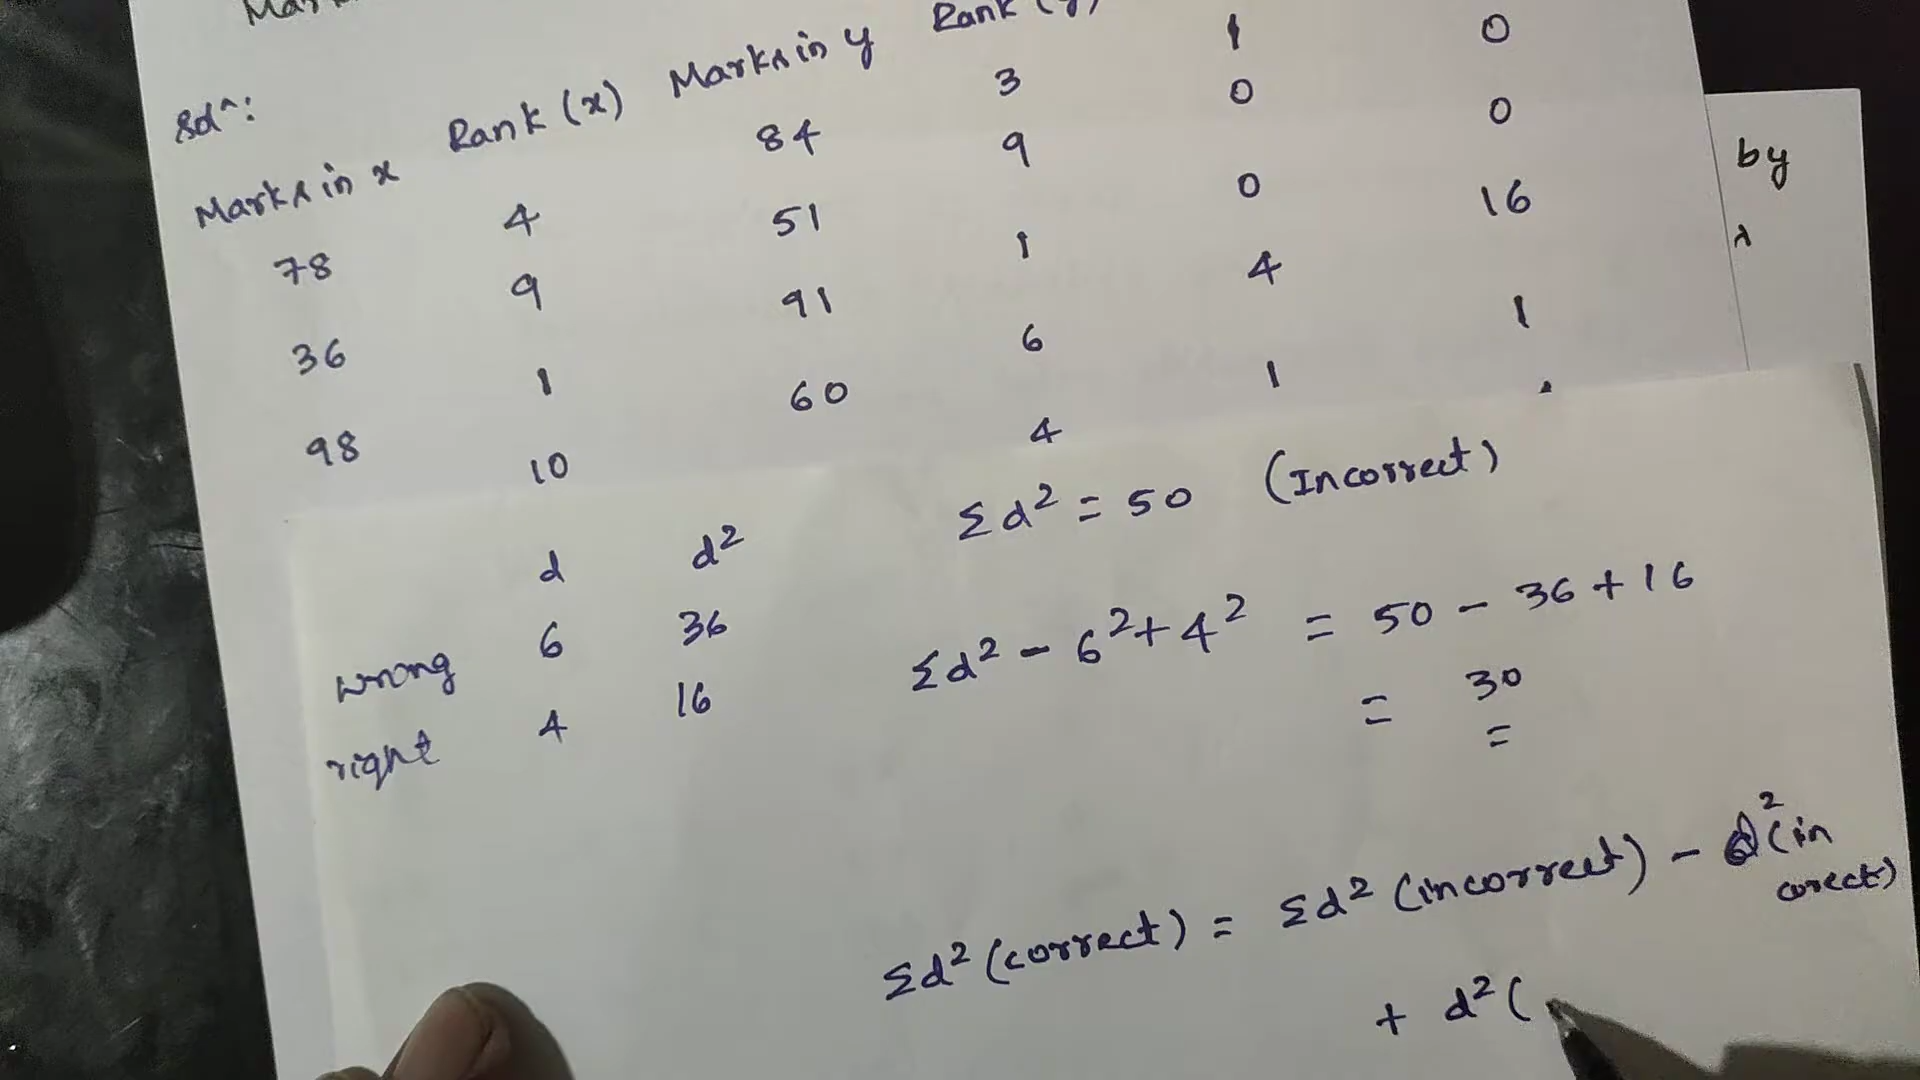 Sdn:
Marks in x Rank (x) Marks in y Rank (y) 1 0
78 4 84 3 0 0
36 9 51 9 0 16
98 1 91 1 4 1
10 60 6 1
4
by
d d² Σd² = 50 (Incorrect)
wrong 6 36 Σd² - 6² + 4² = 50 - 36 + 16
right 4 16 = 30
=
Σd² (correct) = Σd² (incorrect) - d² (in
corect)
+ d² (